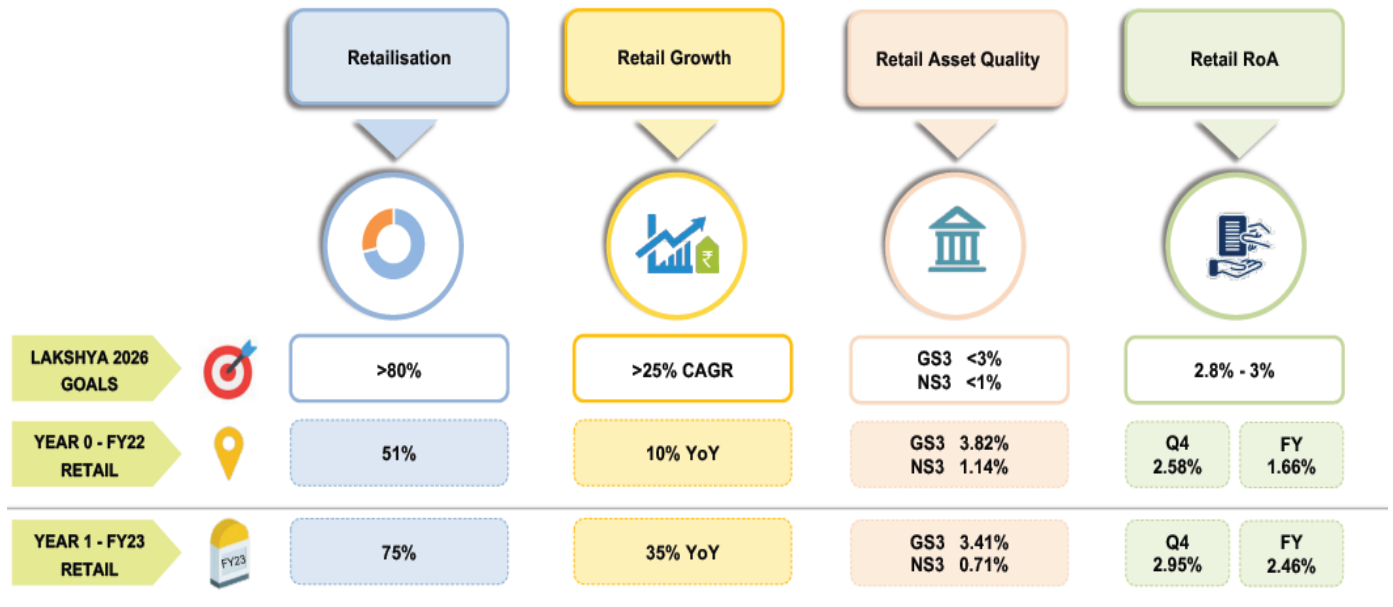 Retailisation
Retail Growth
Retail Asset Quality
Retail RoA
₹
LAKSHYA 2026
GOALS
>80%
>25% CAGR
GS3 <3%
NS3 <1%
2.8% - 3%
YEAR 0 - FY22
RETAIL
51%
10% YoY
GS3 3.82%
NS3 1.14%
Q4
2.58%
FY
1.66%
YEAR 1 - FY23
RETAIL
FY23
75%
35% YoY
GS3 3.41%
NS3 0.71%
Q4
2.95%
FY
2.46%